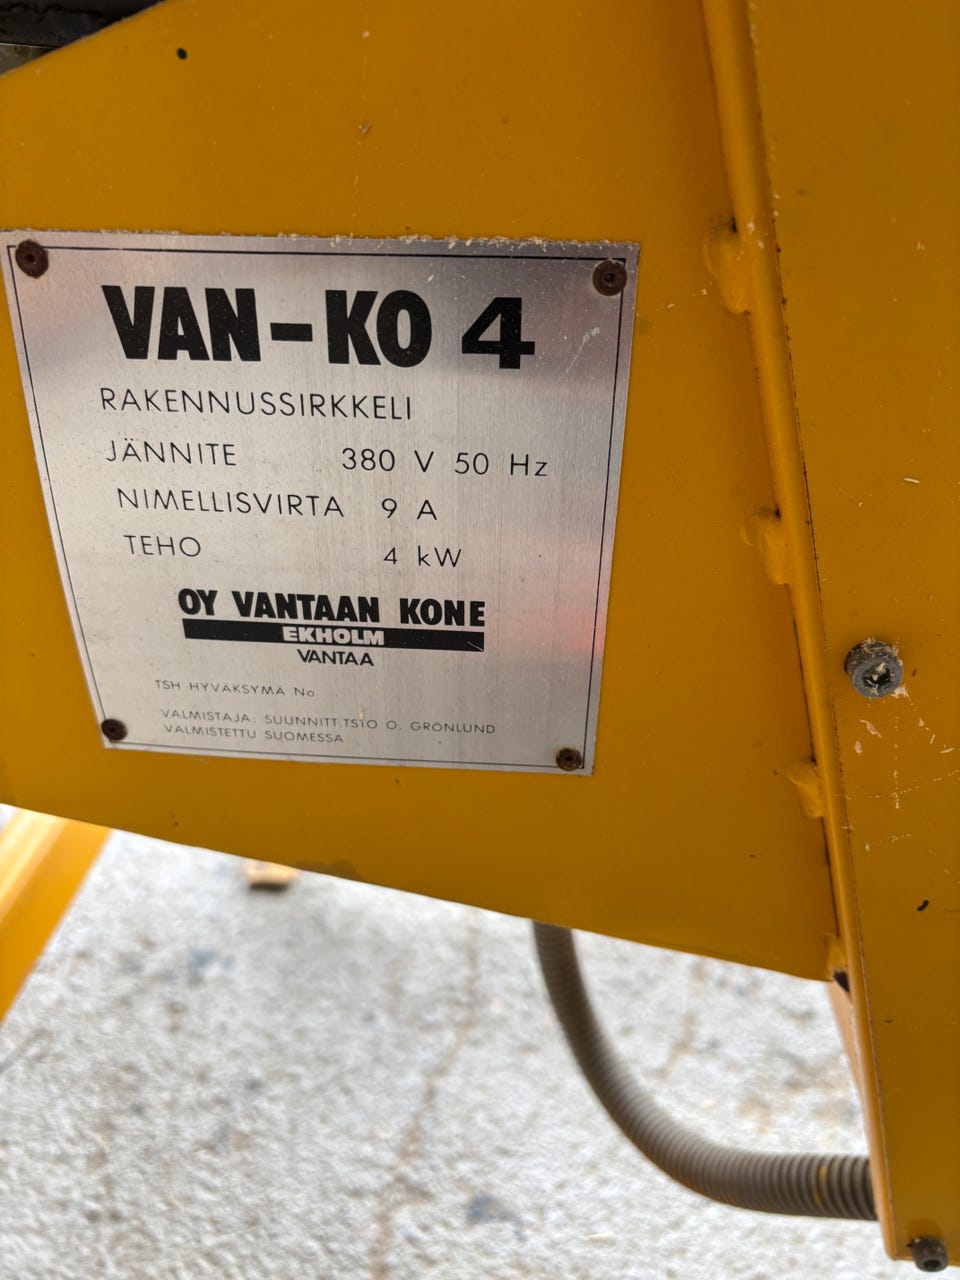 VAN-KO 4
RAKENNUSSIRKKELI
JÄNNITE 380 V 50 Hz
NIMELLISVIRTA 9 A
TEHO 4 kW
OY VANTAAN KONE
EKHOLM
VANTAA
TSH HYVÄKSYMÄ No
VALMISTAJA: SUUNNITT.TSTO O. GRÖNLUND
VALMISTETTU SUOMESSA